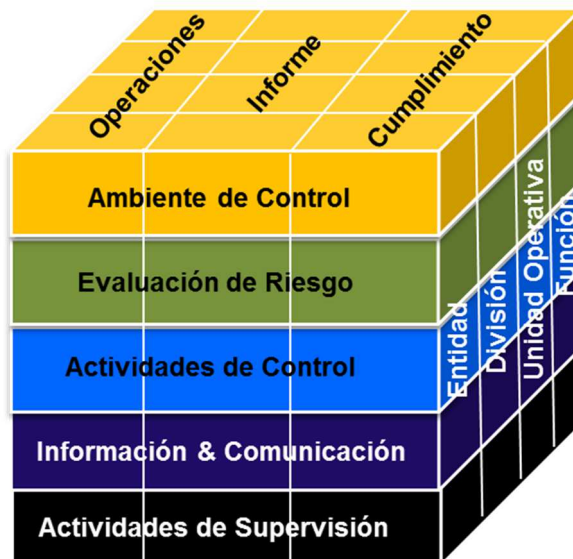 Operaciones
Informe
Cumplimiento
Ambiente de Control
Evaluación de Riesgo
Actividades de Control
Información & Comunicación
Actividades de Supervisión
Entidad
División
Unidad Operativa
Función